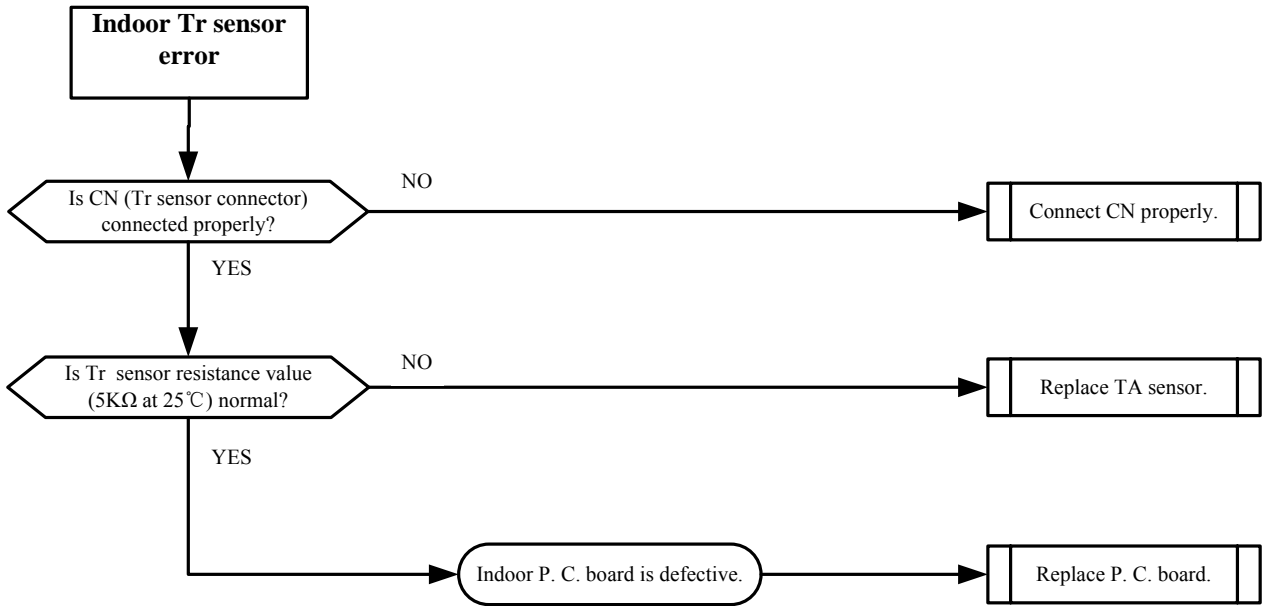 Indoor Tr sensor
error
Is CN (Tr sensor connector)
connected properly?
NO
Connect CN properly.
YES
Is Tr sensor resistance value
(5KΩ at 25℃) normal?
NO
Replace TA sensor.
YES
Indoor P. C. board is defective.
Replace P. C. board.